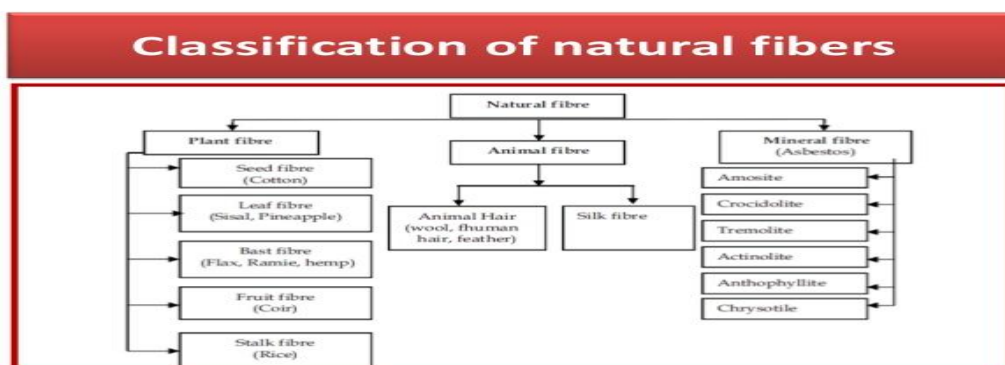 Classification of natural fibers
Natural fibre
Plant fibre
Seed fibre
(Cotton)
Leaf fibre
(Sisal, Pineapple)
Bast fibre
(Flax, Ramie, hemp)
Fruit fibre
(Coir)
Stalk fibre
(Rice)
Animal fibre
Animal Hair
(wool, fhuman
hair, feather)
Silk fibre
Mineral fibre
(Asbestos)
Amosite
Crocidolite
Tremolite
Actinolite
Anthophyllite
Chrysotile